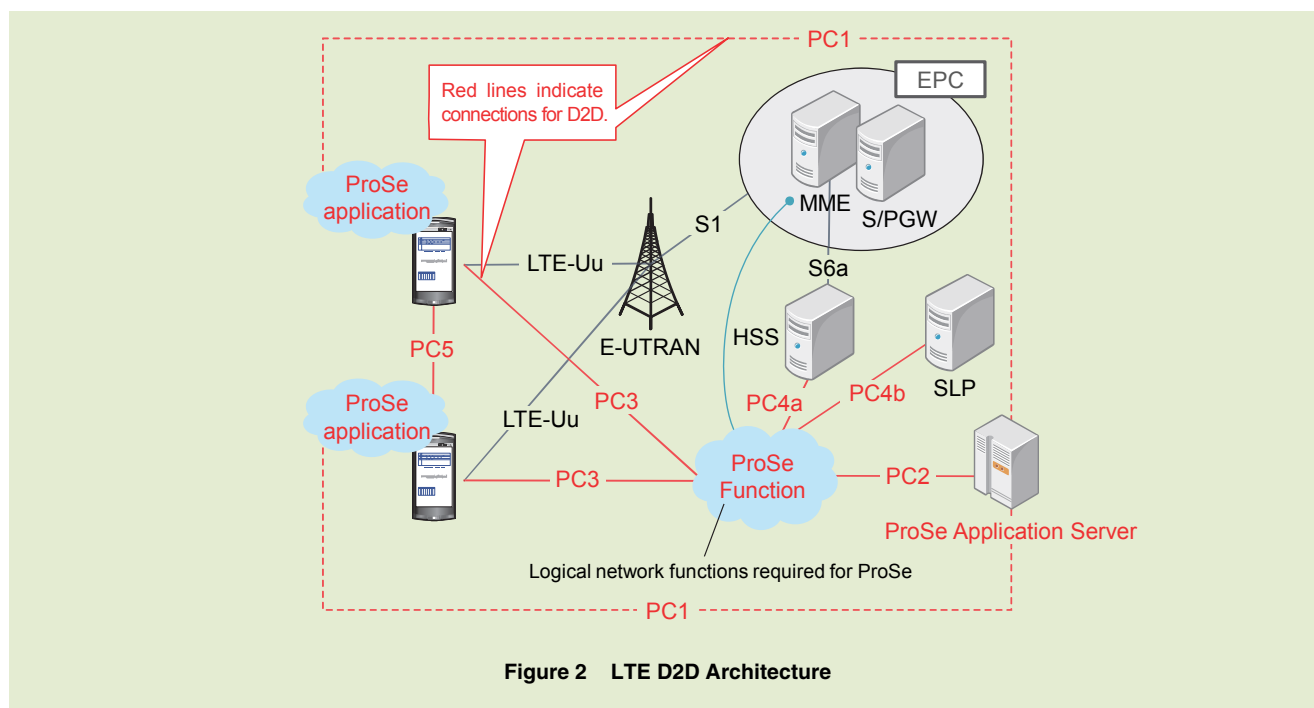 PC1
EPC
Red lines indicate
connections for D2D.
ProSe
application
MME
S/PGW
S1
LTE-Uu
S6a
E-UTRAN
HSS
SLP
PC5
PC3
PC4a
PC4b
ProSe
application
LTE-Uu
ProSe
Function
PC3
PC2
ProSe Application Server
Logical network functions required for ProSe
PC1
Figure 2 LTE D2D Architecture